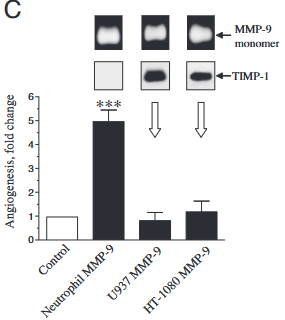 C
MMP-9
monomer
TIMP-1
***
Angiogenesis, fold change
6
5
4
3
2
1
0
Control
Neutrophil MMP-9
U937 MMP-9
HT-1080 MMP-9